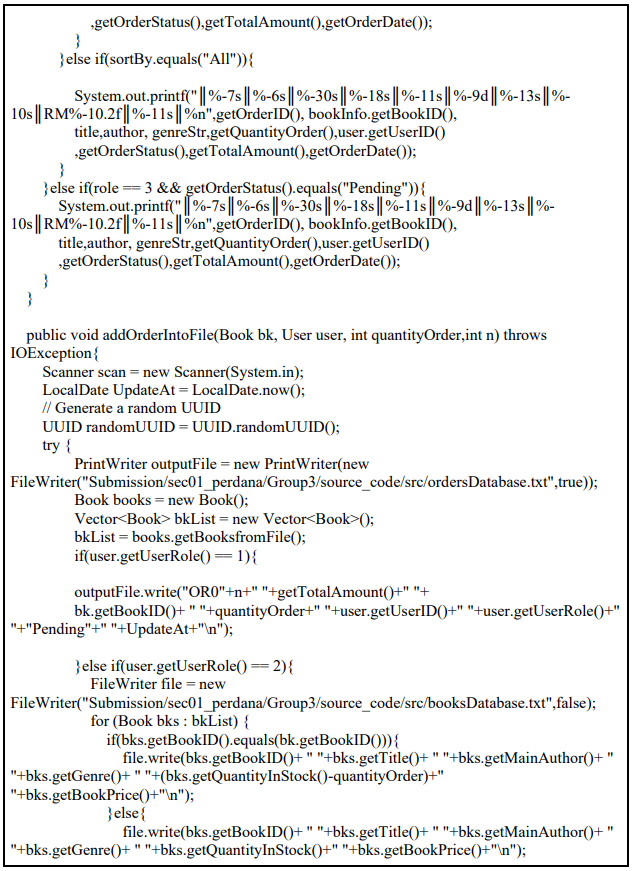 ,getOrderStatus(),getTotalAmount(),getOrderDate());
}
}else if(sortBy.equals("All")){
System.out.printf("║%-7s║%-6s║%-30s║%-18s║%-11s║%-9d║%-13s║%-
10s║RM%-10.2f║%-11s║%n",getOrderID(), bookInfo.getBookID(),
title,author, genreStr,getQuantityOrder(),user.getUserID()
,getOrderStatus(),getTotalAmount(),getOrderDate());
}
}else if(role == 3 && getOrderStatus().equals("Pending")){
System.out.printf("║%-7s║%-6s║%-30s║%-18s║%-11s║%-9d║%-13s║%-
10s║RM%-10.2f║%-11s║%n",getOrderID(), bookInfo.getBookID(),
title,author, genreStr,getQuantityOrder(),user.getUserID()
,getOrderStatus(),getTotalAmount(),getOrderDate());
}
}
public void addOrderIntoFile(Book bk, User user, int quantityOrder,int n) throws
IOException{
Scanner scan = new Scanner(System.in);
LocalDate UpdateAt = LocalDate.now();
// Generate a random UUID
UUID randomUUID = UUID.randomUUID();
try {
PrintWriter outputFile = new PrintWriter(new
FileWriter("Submission/sec01_perdana/Group3/source_code/src/ordersDatabase.txt",true));
Book books = new Book();
Vector<Book> bkList = new Vector<Book>();
bkList = books.getBooksfromFile();
if(user.getUserRole() == 1){
outputFile.write("OR0"+n+" "+getTotalAmount()+" "+
bk.getBookID()+ " "+quantityOrder+" "+user.getUserID()+" "+user.getUserRole()+"
"+"Pending"+" "+UpdateAt+"\n");
}else if(user.getUserRole() == 2){
FileWriter file = new
FileWriter("Submission/sec01_perdana/Group3/source_code/src/booksDatabase.txt",false);
for (Book bks : bkList) {
if(bks.getBookID().equals(bk.getBookID())){
file.write(bks.getBookID()+ " "+bks.getTitle()+ " "+bks.getMainAuthor()+ "
"+bks.getGenre()+ " "+(bks.getQuantityInStock()-quantityOrder)+"
"+bks.getBookPrice()+"\n");
}else{
file.write(bks.getBookID()+ " "+bks.getTitle()+ " "+bks.getMainAuthor()+ "
"+bks.getGenre()+ " "+bks.getQuantityInStock()+" "+bks.getBookPrice()+"\n");